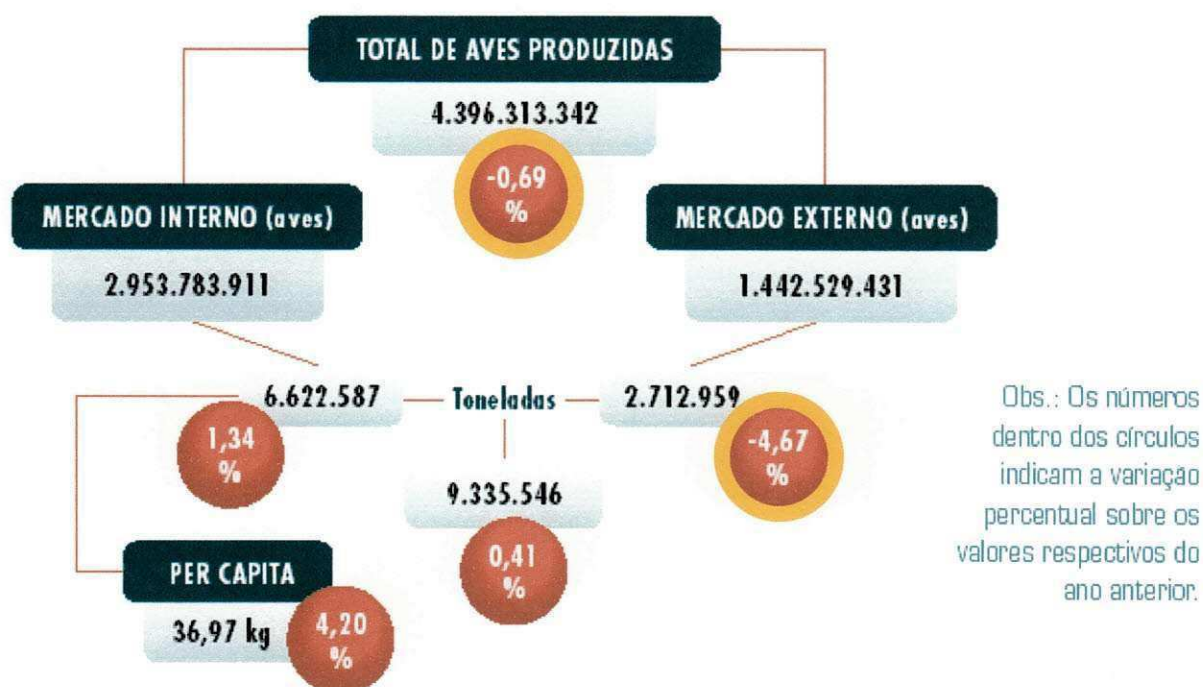 TOTAL DE AVES PRODUZIDAS
4.396.313.342
-0,69
%
MERCADO INTERNO (aves)
2.953.783.911
MERCADO EXTERNO (aves)
1.442.529.431
6.622.587
1,34
%
Toneladas
2.712.959
-4,67
%
9.335.546
0,41
%
PER CAPITA
36,97 kg
4,20
%
Obs.: Os números
dentro dos círculos
indicam a variação
percentual sobre os
valores respectivos do
ano anterior.